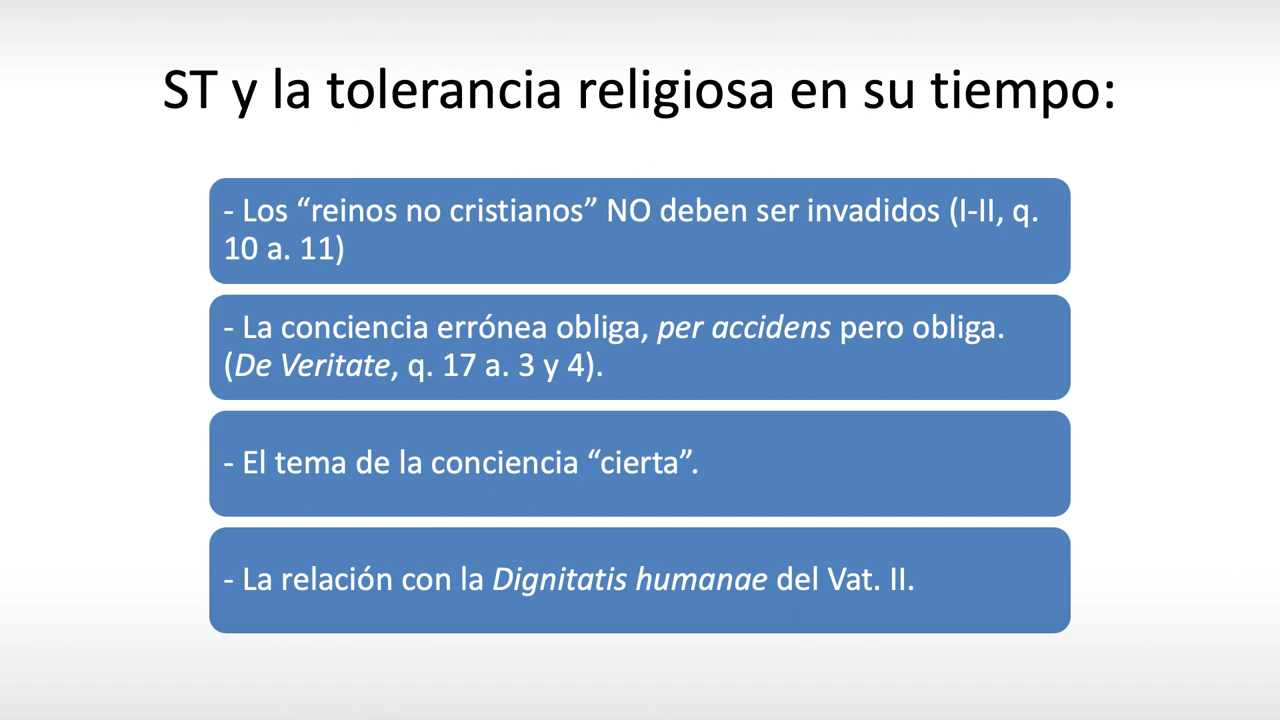 ST y la tolerancia religiosa en su tiempo:
- Los “reinos no cristianos” NO deben ser invadidos (I-II, q.
10 a. 11)
- La conciencia errónea obliga, per accidens pero obliga.
(De Veritate, q. 17 a. 3 y 4).
- El tema de la conciencia “cierta”.
- La relación con la Dignitatis humanae del Vat. II.